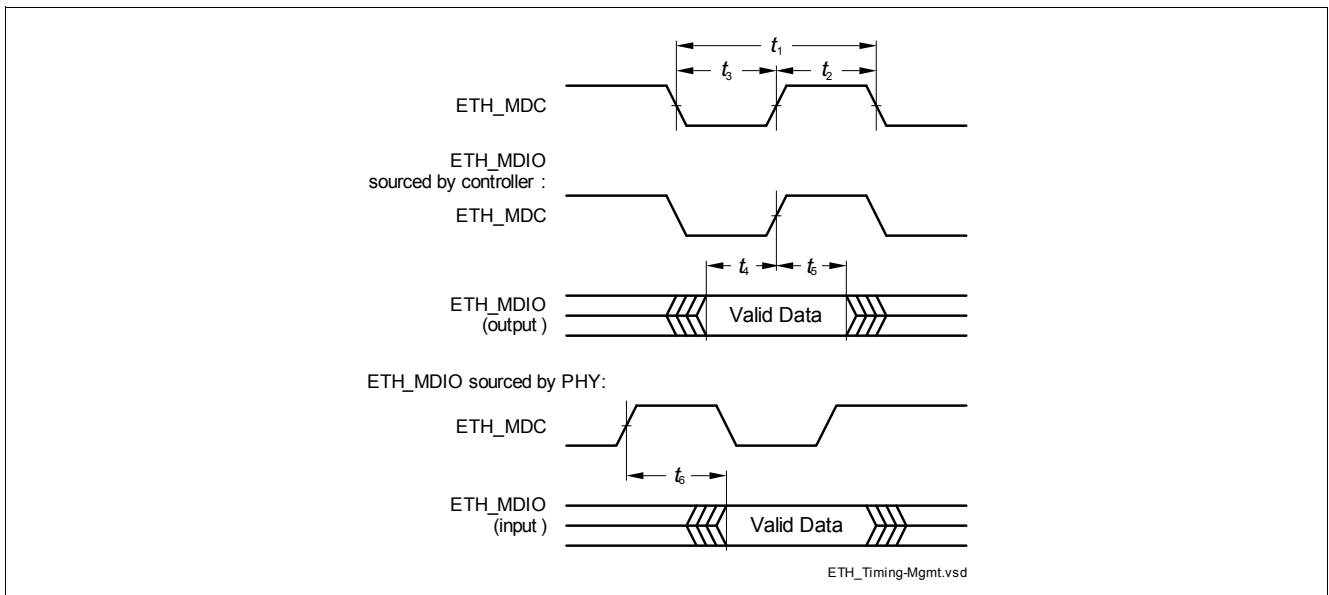 t1
t3 t2
ETH_MDC
ETH_MDIO
sourced by controller :
ETH_MDC
t4 t5
ETH_MDIO
(output )
Valid Data
ETH_MDIO sourced by PHY:
ETH_MDC
t6
ETH_MDIO
(input )
Valid Data
ETH_Timing-Mgmt.vsd